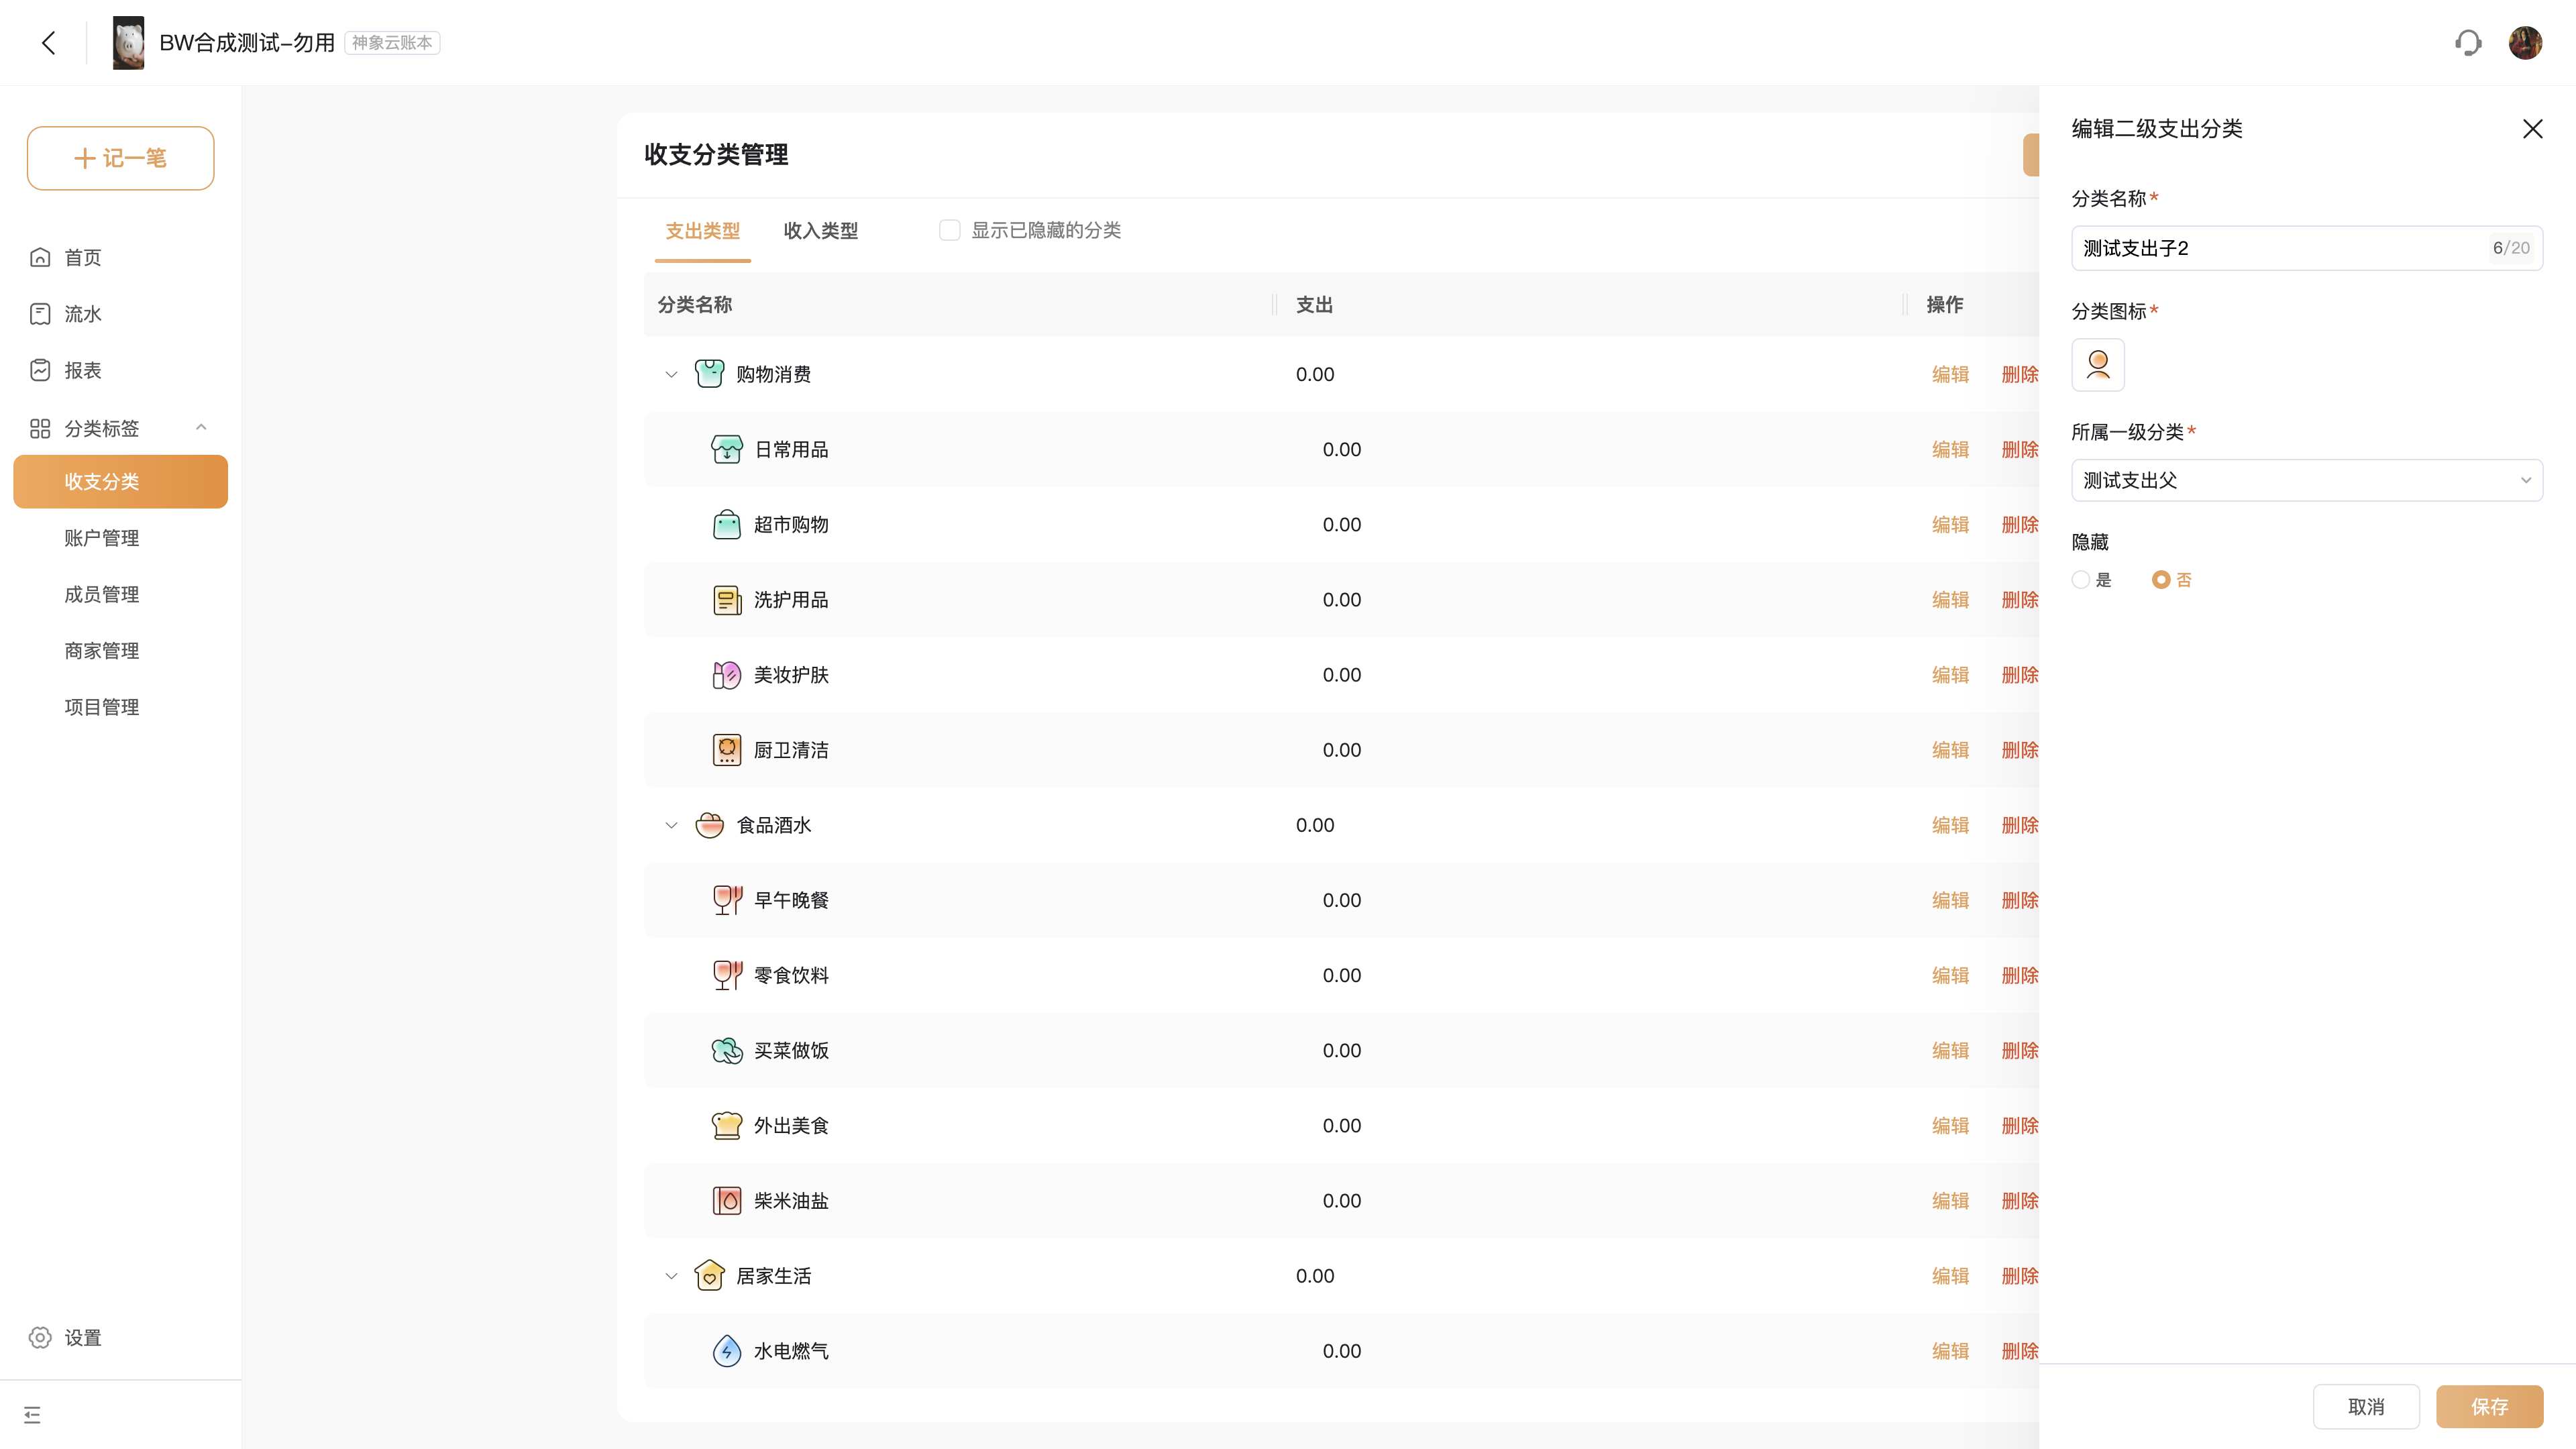 BW合成测试–勿用 神象云账本
记一笔
首页
流水
报表
分类标签
收支分类
账户管理
成员管理
商家管理
项目管理
设置
收支分类管理
支出类型 收入类型 显示已隐藏的分类
分类名称 支出 操作
购物消费 0.00 编辑 删除
日常用品 0.00 编辑 删除
超市购物 0.00 编辑 删除
洗护用品 0.00 编辑 删除
美妆护肤 0.00 编辑 删除
厨卫清洁 0.00 编辑 删除
食品酒水 0.00 编辑 删除
早午晚餐 0.00 编辑 删除
零食饮料 0.00 编辑 删除
买菜做饭 0.00 编辑 删除
外出美食 0.00 编辑 删除
柴米油盐 0.00 编辑 删除
居家生活 0.00 编辑 删除
水电燃气 0.00 编辑 删除
编辑二级支出分类
分类名称*
测试支出子2 6/20
分类图标*
所属一级分类*
测试支出父
隐藏
是 否
取消 保存